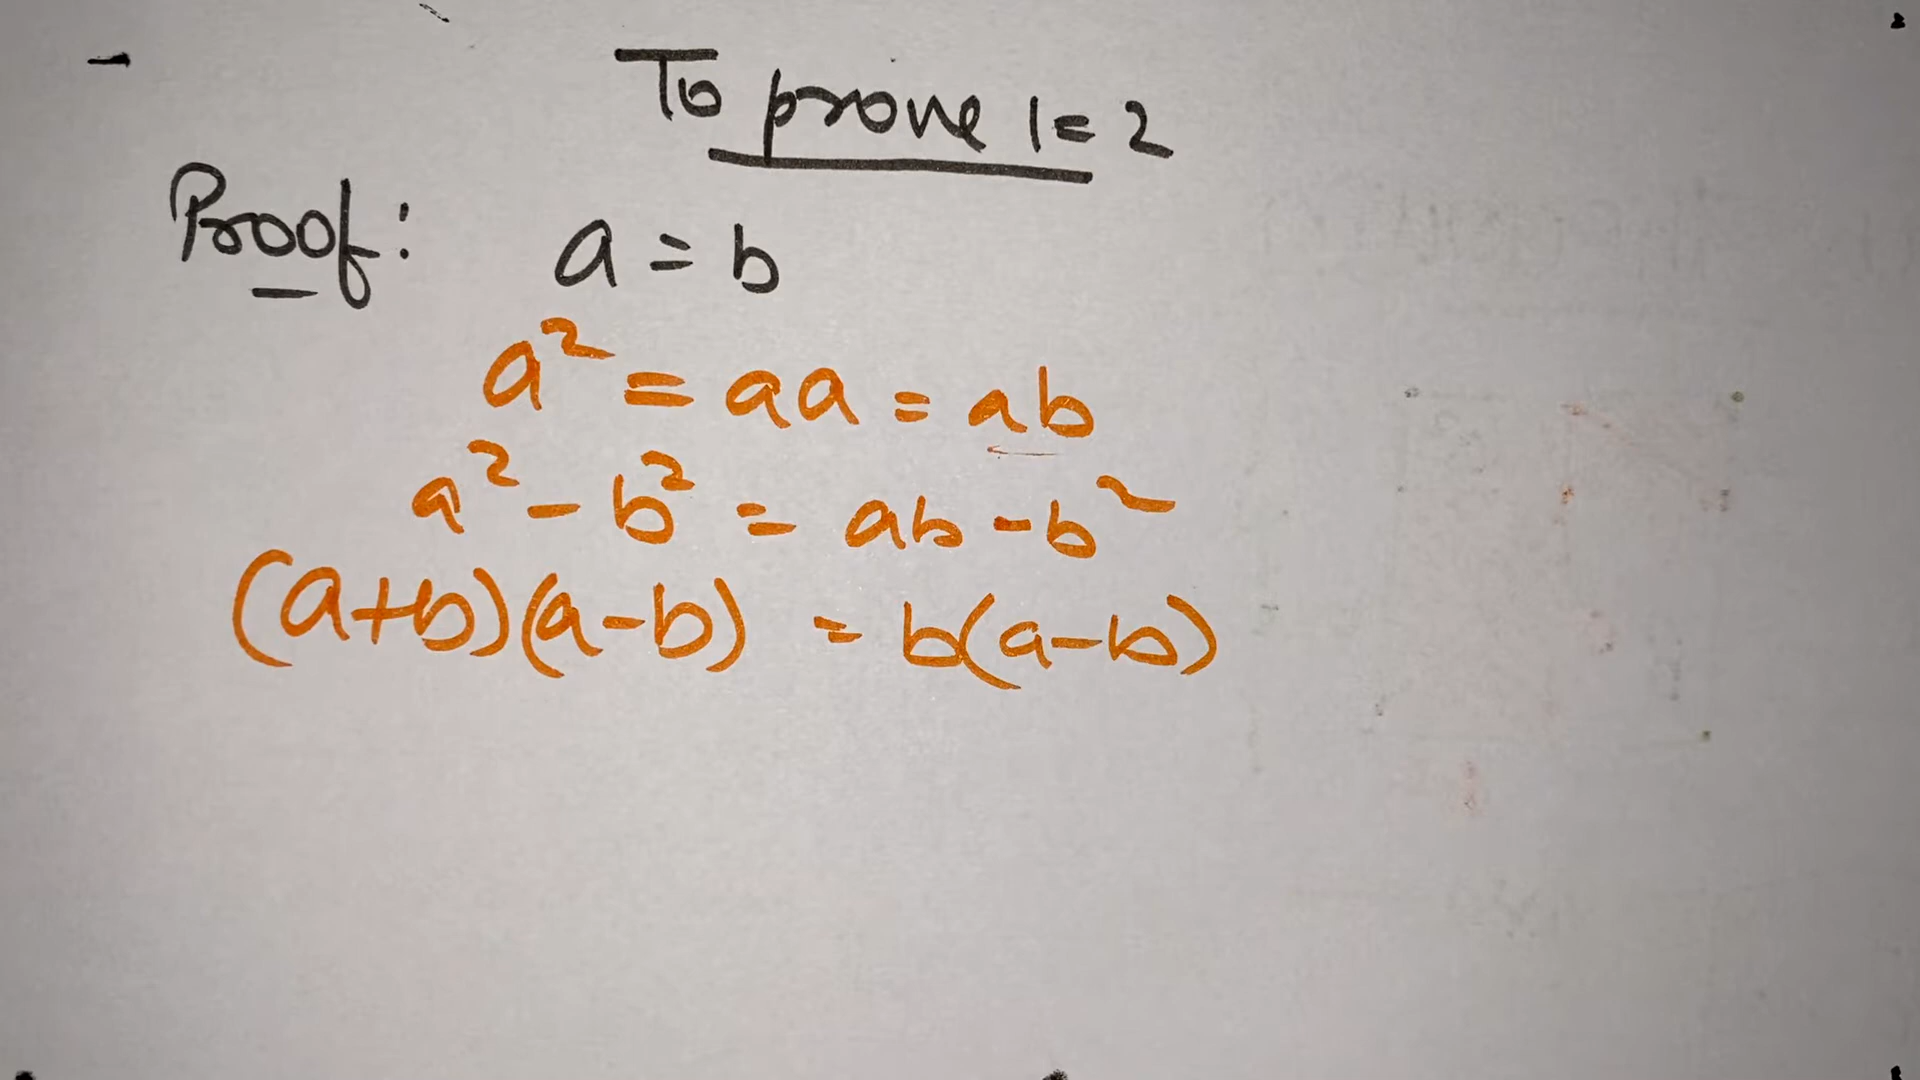 To prove 1=2
Proof: a = b
a² = aa = ab
a² - b² = ab - b²
(a+b)(a-b) = b(a-b)